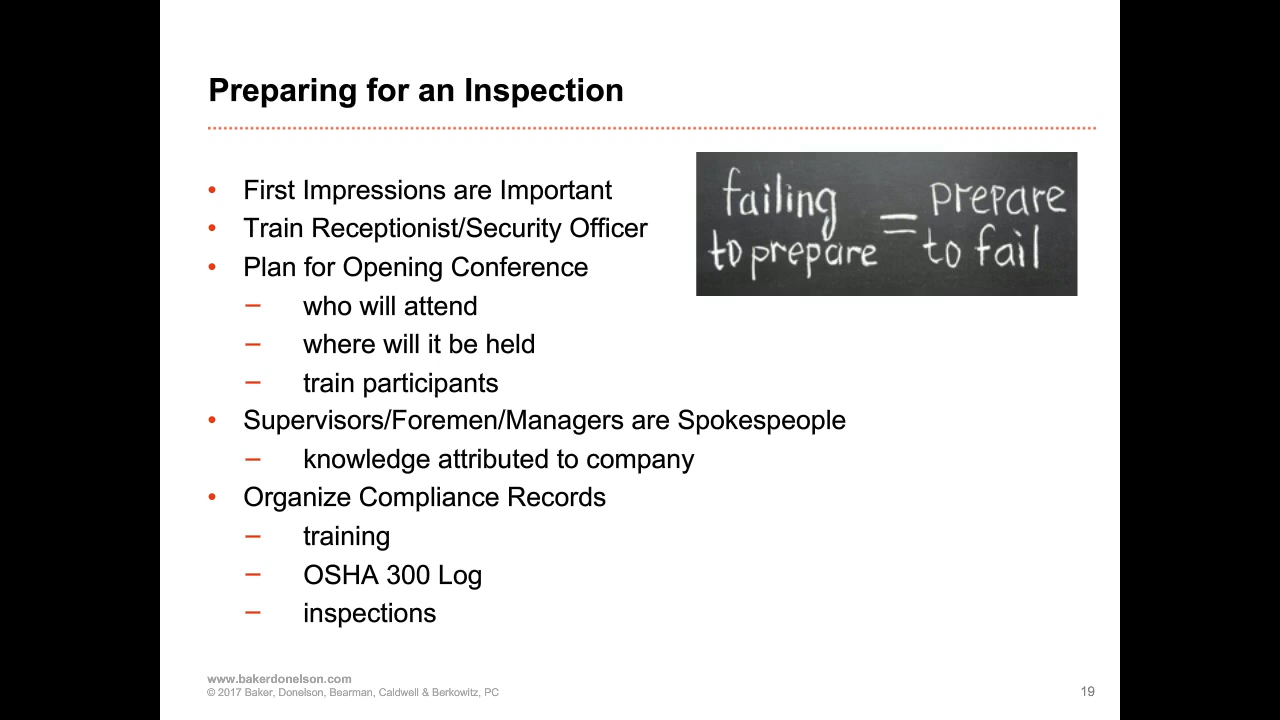 Preparing for an Inspection
• First Impressions are Important
• Train Receptionist/Security Officer
• Plan for Opening Conference
– who will attend
– where will it be held
– train participants
• Supervisors/Foremen/Managers are Spokespeople
– knowledge attributed to company
• Organize Compliance Records
– training
– OSHA 300 Log
– inspections
failing
to prepare
=
prepare
to fail
www.bakerdonelson.com
© 2017 Baker, Donelson, Bearman, Caldwell & Berkowitz, PC
19